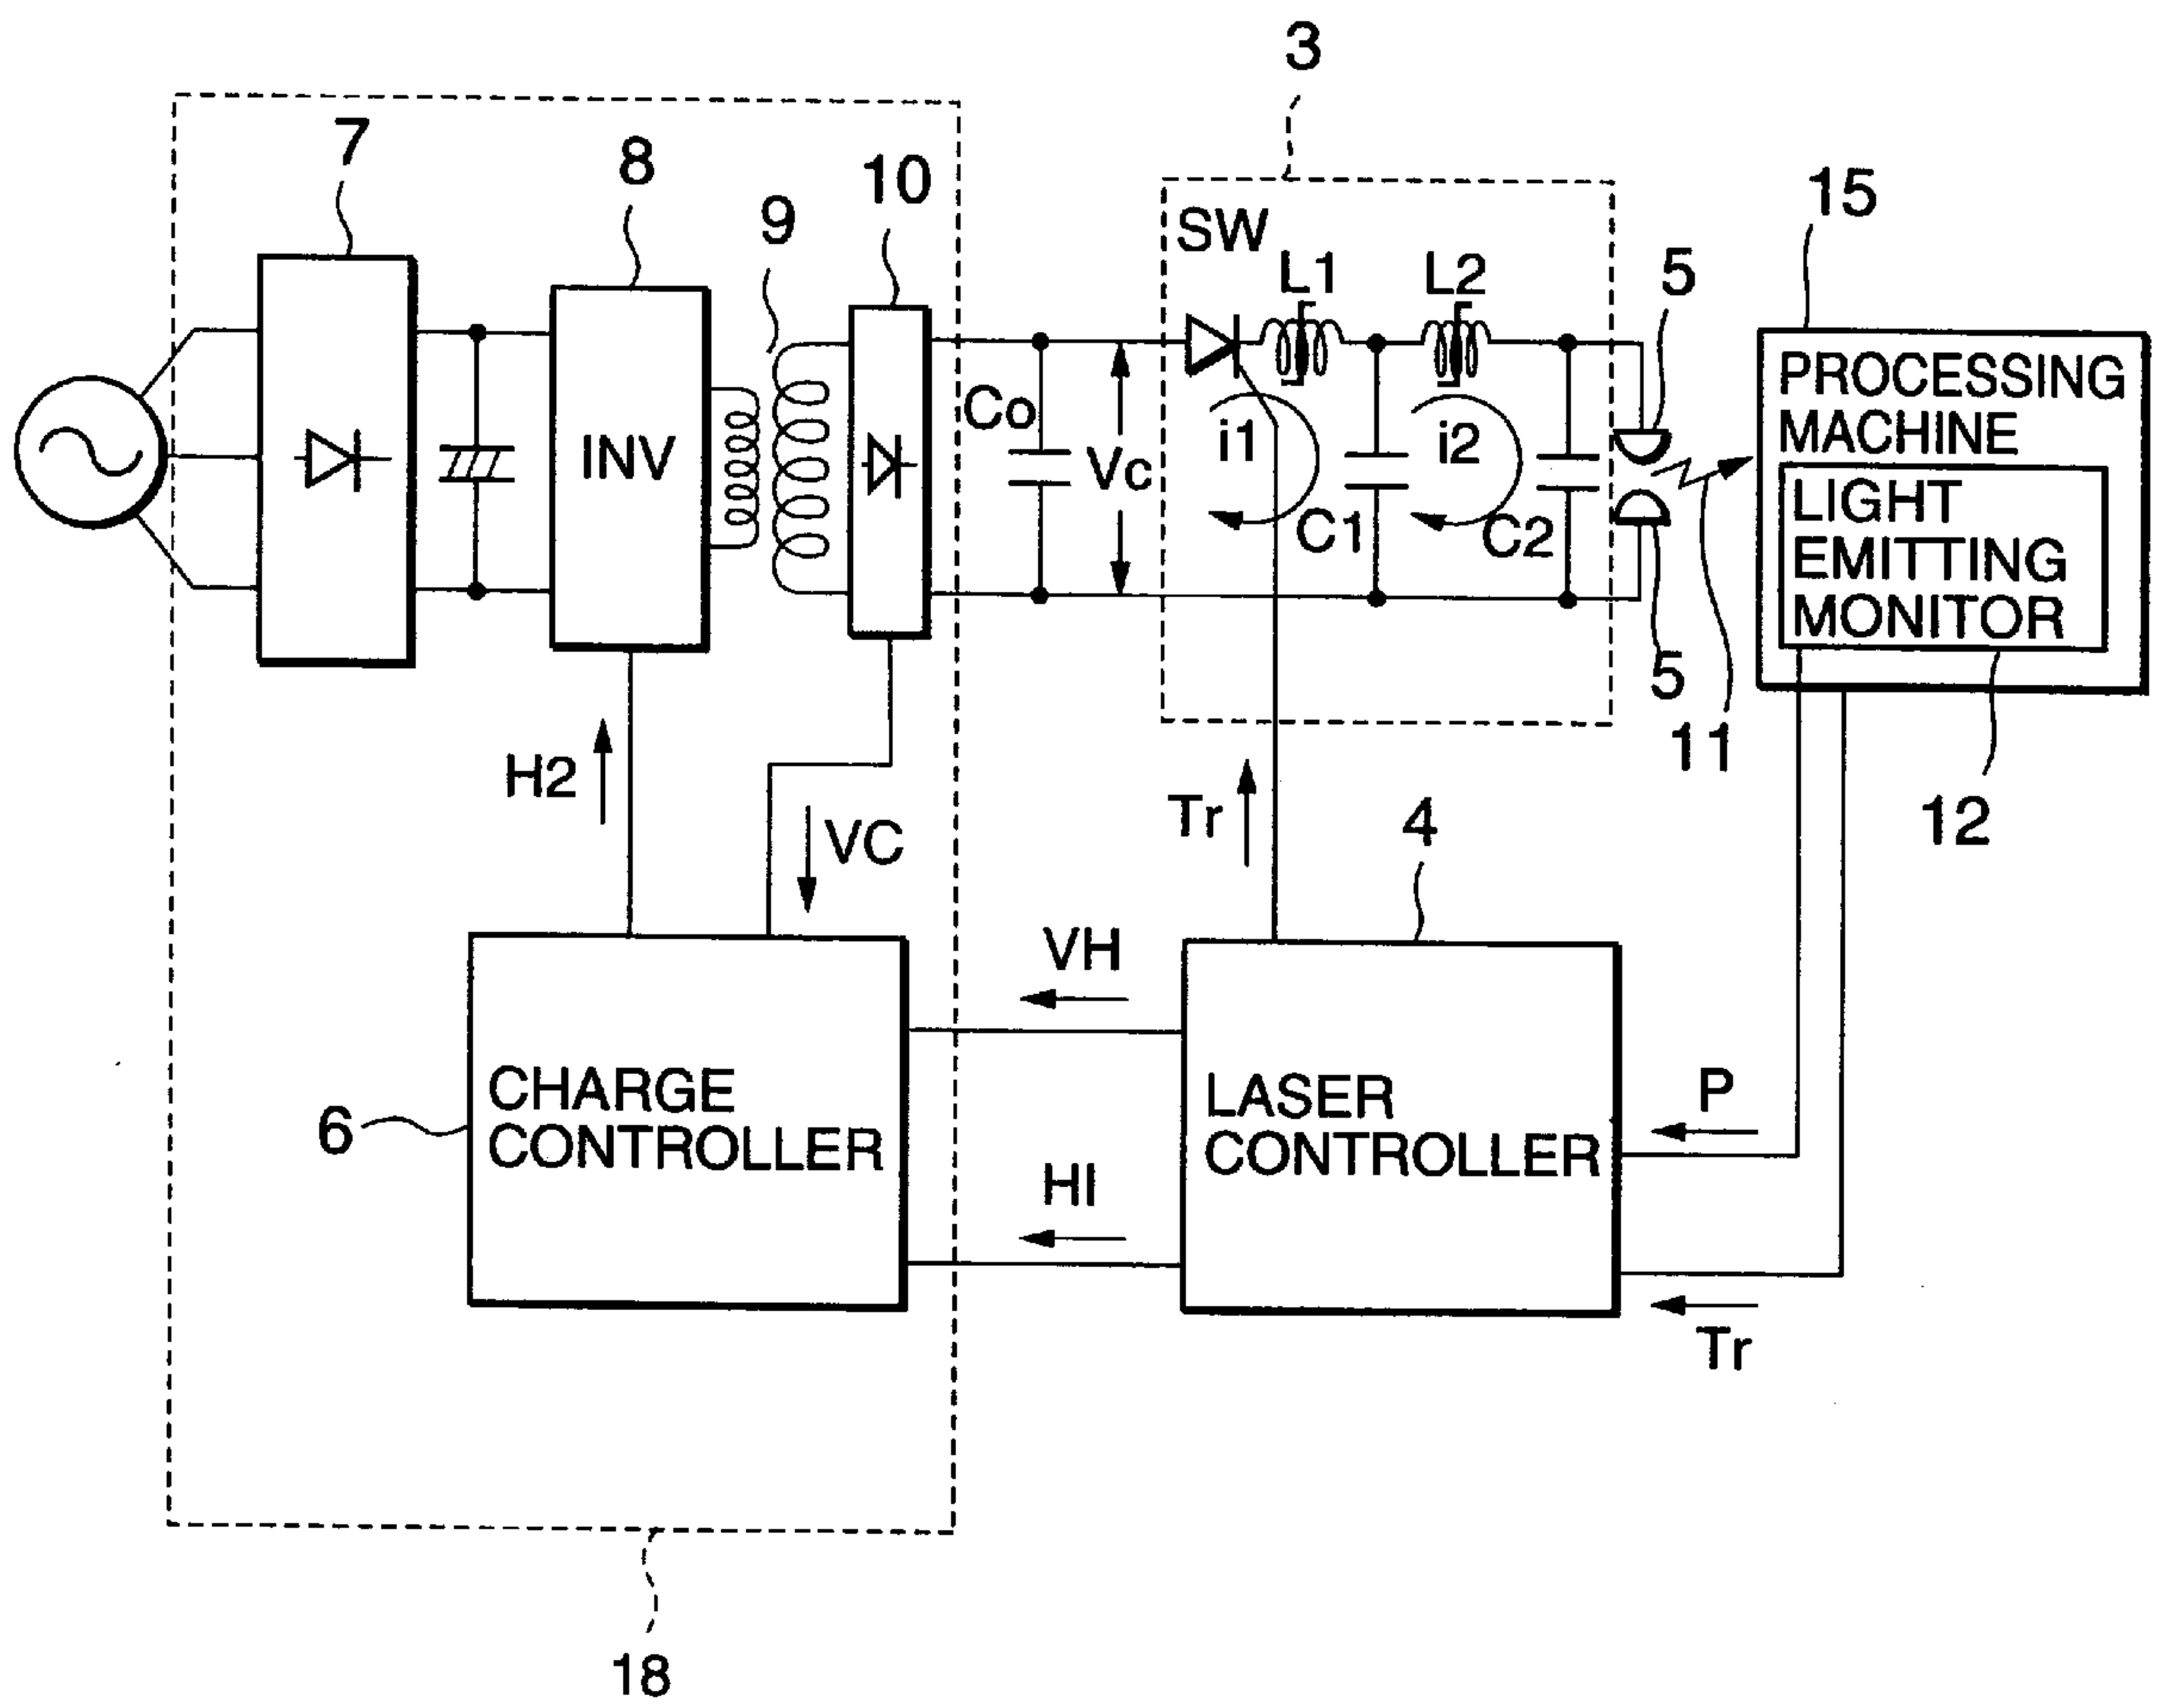 3
7
8
10
9
15
SW
L1
L2
5
PROCESSING
MACHINE
LIGHT
EMITTING
MONITOR
INV
Co
Vc
i1
i2
C1
C2
5
11
12
H2
VC
Tr
4
VH
CHARGE
CONTROLLER
6
LASER
CONTROLLER
P
HI
Tr
18